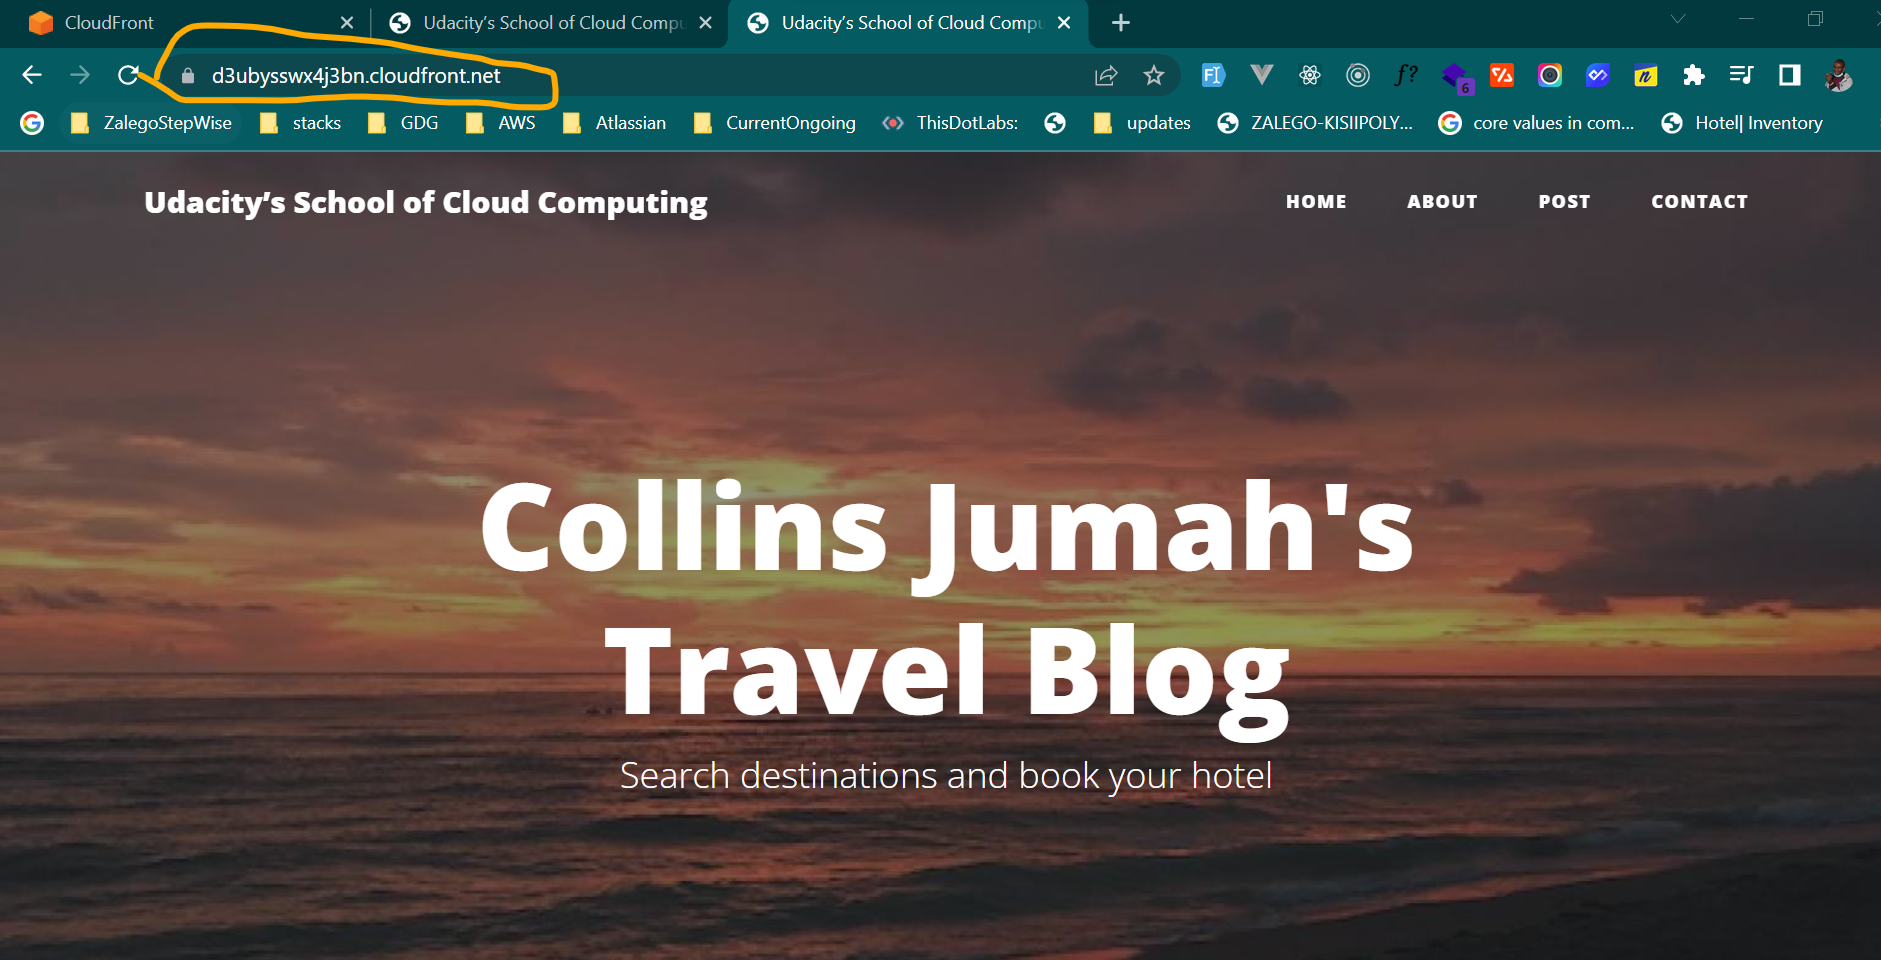 CloudFront
Udacity’s School of Cloud Compu
Udacity’s School of Cloud Compu
d3ubysswx4j3bn.cloudfront.net
f?
6
n
ZalegoStepWise
stacks
GDG
AWS
Atlassian
CurrentOngoing
ThisDotLabs:
updates
ZALEGO-KISIIPOLY...
core values in com...
Hotel| Inventory
Udacity’s School of Cloud Computing
HOME
ABOUT
POST
CONTACT
Collins Jumah's
Travel Blog
Search destinations and book your hotel